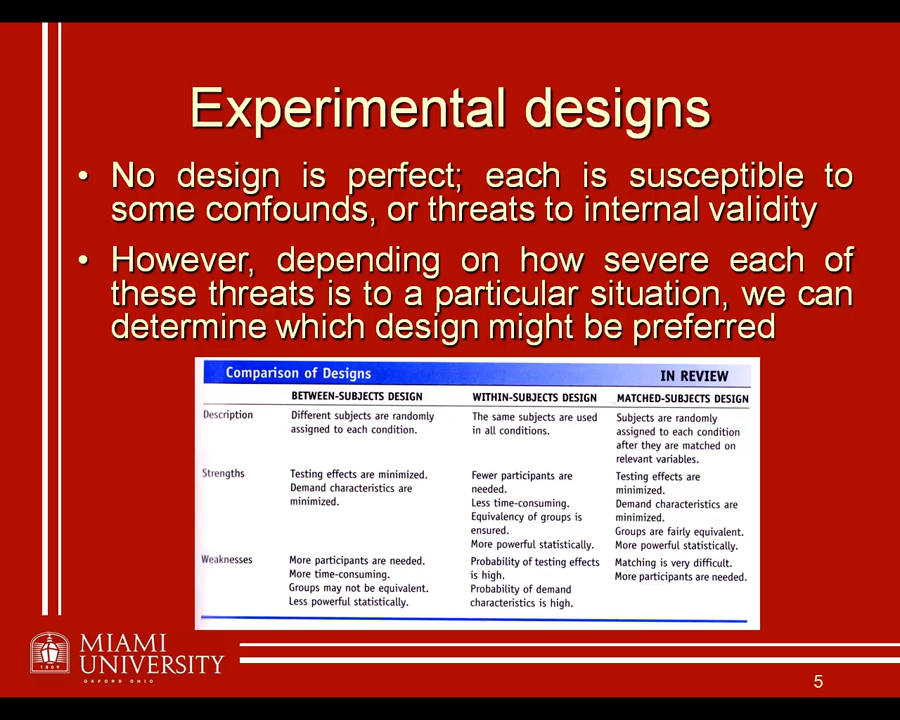 Experimental designs
• No design is perfect; each is susceptible to
some confounds, or threats to internal validity
• However, depending on how severe each of
these threats is to a particular situation, we can
determine which design might be preferred
Comparison of Designs IN REVIEW
BETWEEN-SUBJECTS DESIGN WITHIN-SUBJECTS DESIGN MATCHED-SUBJECTS DESIGN
Description
Different subjects are randomly
assigned to each condition.
The same subjects are used
in all conditions.
Subjects are randomly
assigned to each condition
after they are matched on
relevant variables.
Strengths
Testing effects are minimized.
Demand characteristics are
minimized.
Fewer participants are
needed.
Less time-consuming.
Equivalency of groups is
ensured.
More powerful statistically.
Testing effects are
minimized.
Demand characteristics are
minimized.
Groups are fairly equivalent.
More powerful statistically.
Weaknesses
More participants are needed.
More time-consuming.
Groups may not be equivalent.
Less powerful statistically.
Probability of testing effects
is high.
Probability of demand
characteristics is high.
Matching is very difficult.
More participants are needed.
1809
MIAMI
UNIVERSITY
OXFORD OHIO
5